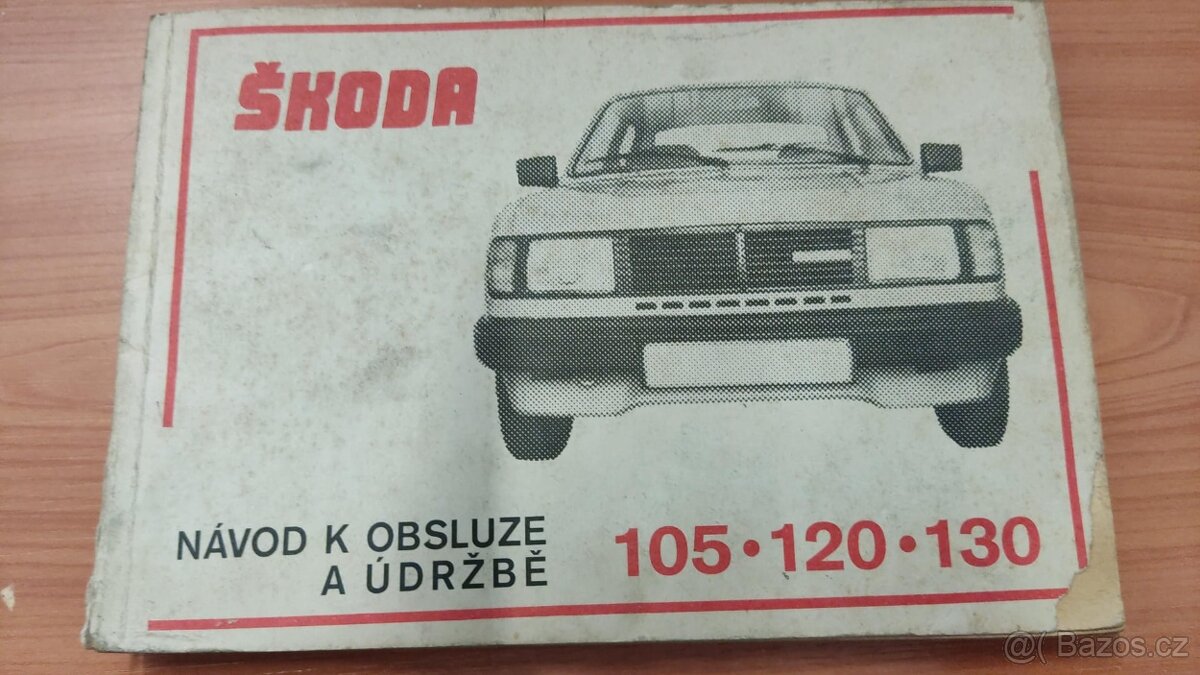 ŠKODA
NÁVOD K OBSLUZE
A ÚDRŽBĚ
105 • 120 • 130
@( Bazos.cz